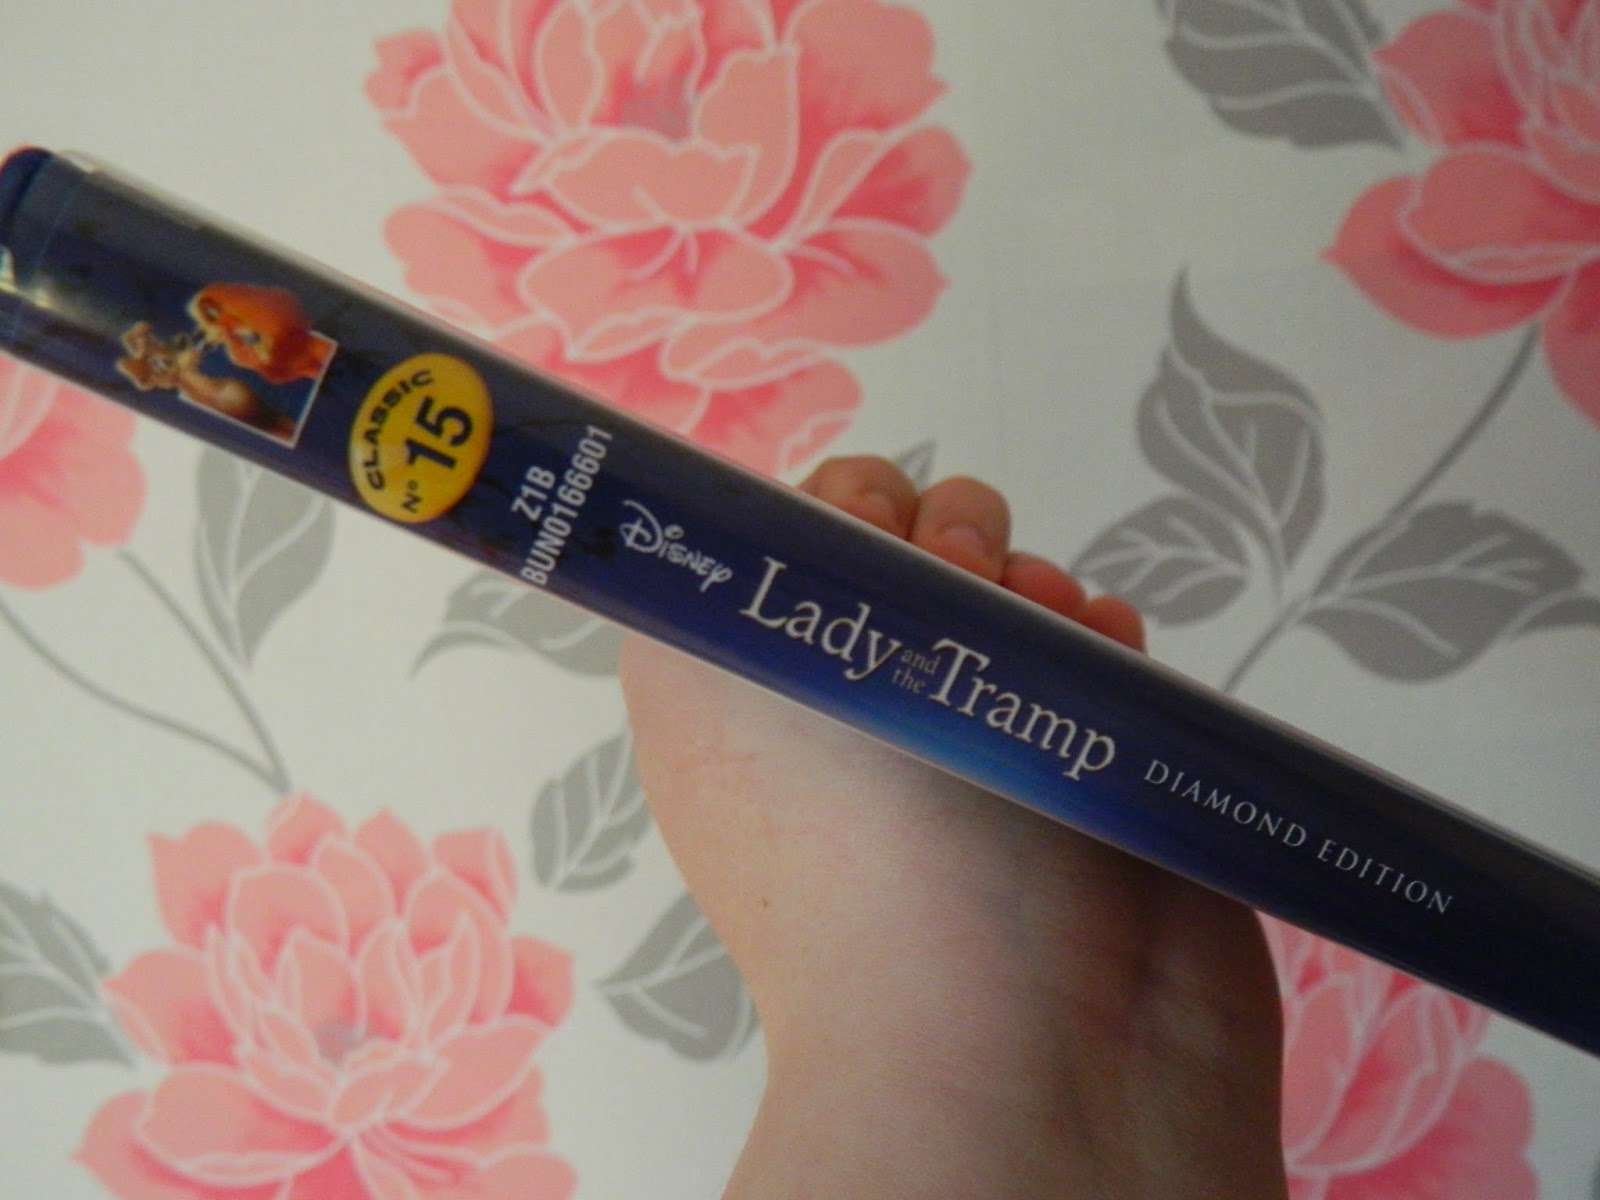 CLASSIC
Nº 15
Z1B
BUN0166601
Disney
Lady and the Tramp
DIAMOND EDITION